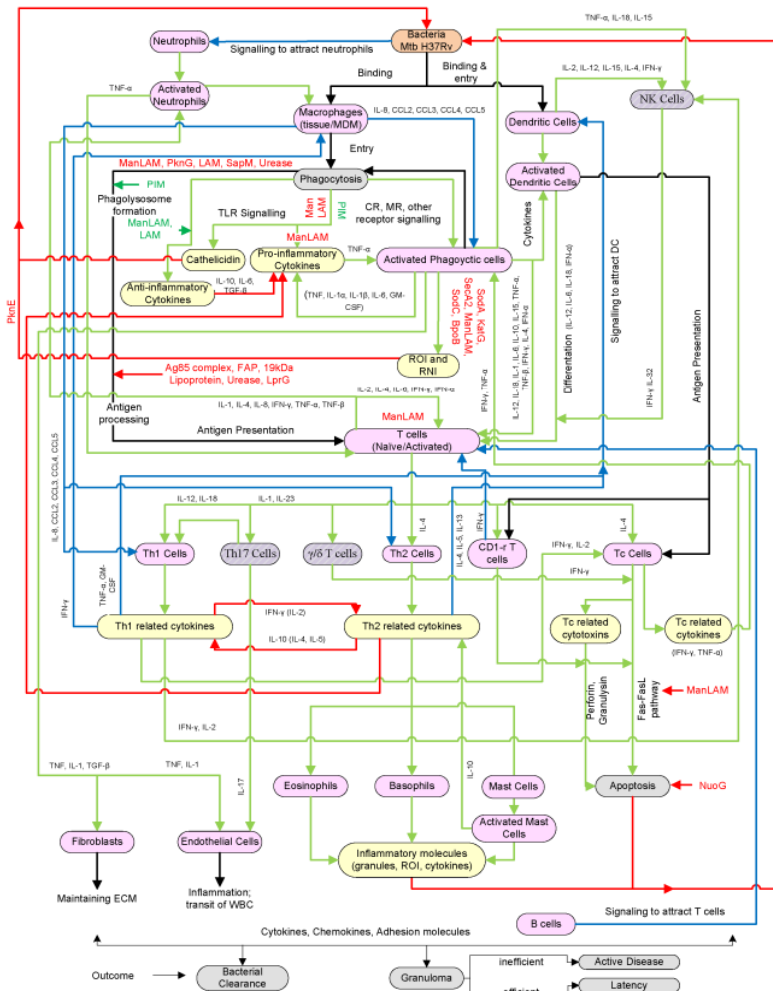 TNF-α, IL-18, IL-15
Neutrophils
Signalling to attract neutrophils
Bacteria
Mtb H37Rv
Binding
Binding &
entry
IL-2, IL-12, IL-15, IL-4, IFN-γ
TNF-α
Activated
Neutrophils
Macrophages
(tissue/MDM)
IL-8, CCL2, CCL3, CCL4, CCL5
Dendritic Cells
NK Cells
Entry
ManLAM, PknG, LAM, SapM, Urease
Phagocytosis
Activated
Dendritic Cells
PIM
Phagolysosome
formation
ManLAM,
LAM
TLR Signalling
Man
LAM
PIM
CR, MR, other
receptor signalling
Cytokines
ManLAM
Cathelicidin
Pro-inflammatory
Cytokines
TNF-α
Activated Phagoyctic cells
Anti-inflammatory
Cytokines
IL-10, IL-6,
TGF-β
(TNF, IL-1α, IL-1β, IL-6, GM-
CSF)
SodA, KatG,
SecA2, ManLAM,
SodC, BpoB
PknE
IL-12, IL-18, IL-1, IL-6, IL-10, IL-15, TNF-α,
TNF-β, IFN-γ, IL-4, IFN-α
Differentiation (IL-12, IL-6, IL-18, IFN-α)
Signalling to attract DC
Antigen Presentation
ROI and
RNI
Ag85 complex, FAP, 19kDa
Lipoprotein, Urease, LprG
IL-2, IL-4, IL-6, IFN-γ, IFN-α
IFN-γ, TNF-α
IFN-γ IL-32
IL-1, IL-4, IL-8, IFN-γ, TNF-α, TNF-β
Antigen
processing
ManLAM
Antigen Presentation
T cells
(Naïve/Activated)
IL-8, CCL2, CCL3, CCL4, CCL5
IL-12, IL-18
IL-1, IL-23
IL-4
IL-4, IL-5, IL-13
IFN-γ
IL-4
Th1 Cells
Th17 Cells
γ/δ T cells
Th2 Cells
CD1-r T
cells
IFN-γ, IL-2
Tc Cells
IFN-γ
IFN-γ
TNF-α, GM-
CSF
Th1 related cytokines
IFN-γ (IL-2)
IL-10 (IL-4, IL-5)
Th2 related cytokines
Tc related
cytotoxins
Tc related
cytokines
(IFN-γ, TNF-α)
Perforin,
Granulysin
Fas-FasL
pathway
ManLAM
IFN-γ, IL-2
TNF, IL-1, TGF-β
TNF, IL-1
IL-17
IL-10
Eosinophils
Basophils
Mast Cells
Apoptosis
NuoG
Activated Mast
Cells
Fibroblasts
Endothelial Cells
Inflammatory molecules
(granules, ROI, cytokines)
Maintaining ECM
Inflammation;
transit of WBC
B cells
Signaling to attract T cells
Cytokines, Chemokines, Adhesion molecules
Outcome
Bacterial
Clearance
Granuloma
inefficient
Active Disease
efficient
Latency